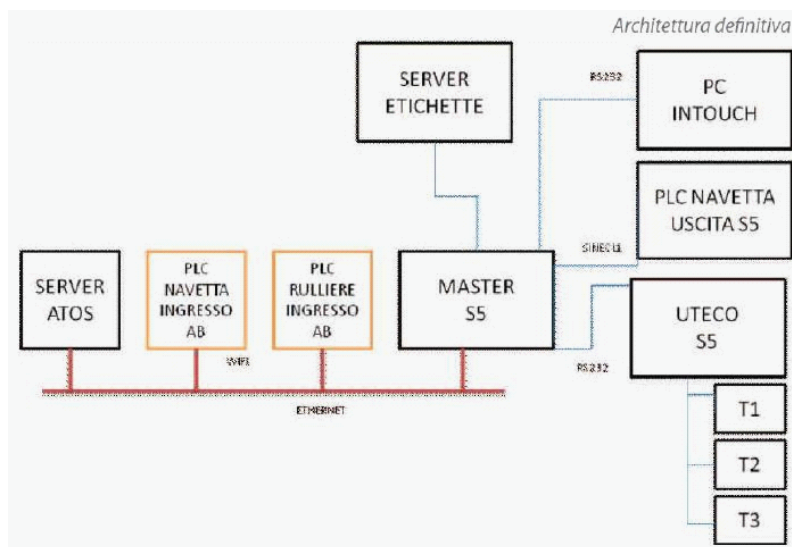 Architettura definitiva
SERVER
ETICHETTE
RS232
PC
INTOUCH
PLC NAVETTA
USCITA S5
SINEC L1
SERVER
ATOS
PLC
NAVETTA
INGRESSO
AB
PLC
RULLIERE
INGRESSO
AB
MASTER
S5
UTECO
S5
WIFI
RS232
ETHERNET
T1
T2
T3